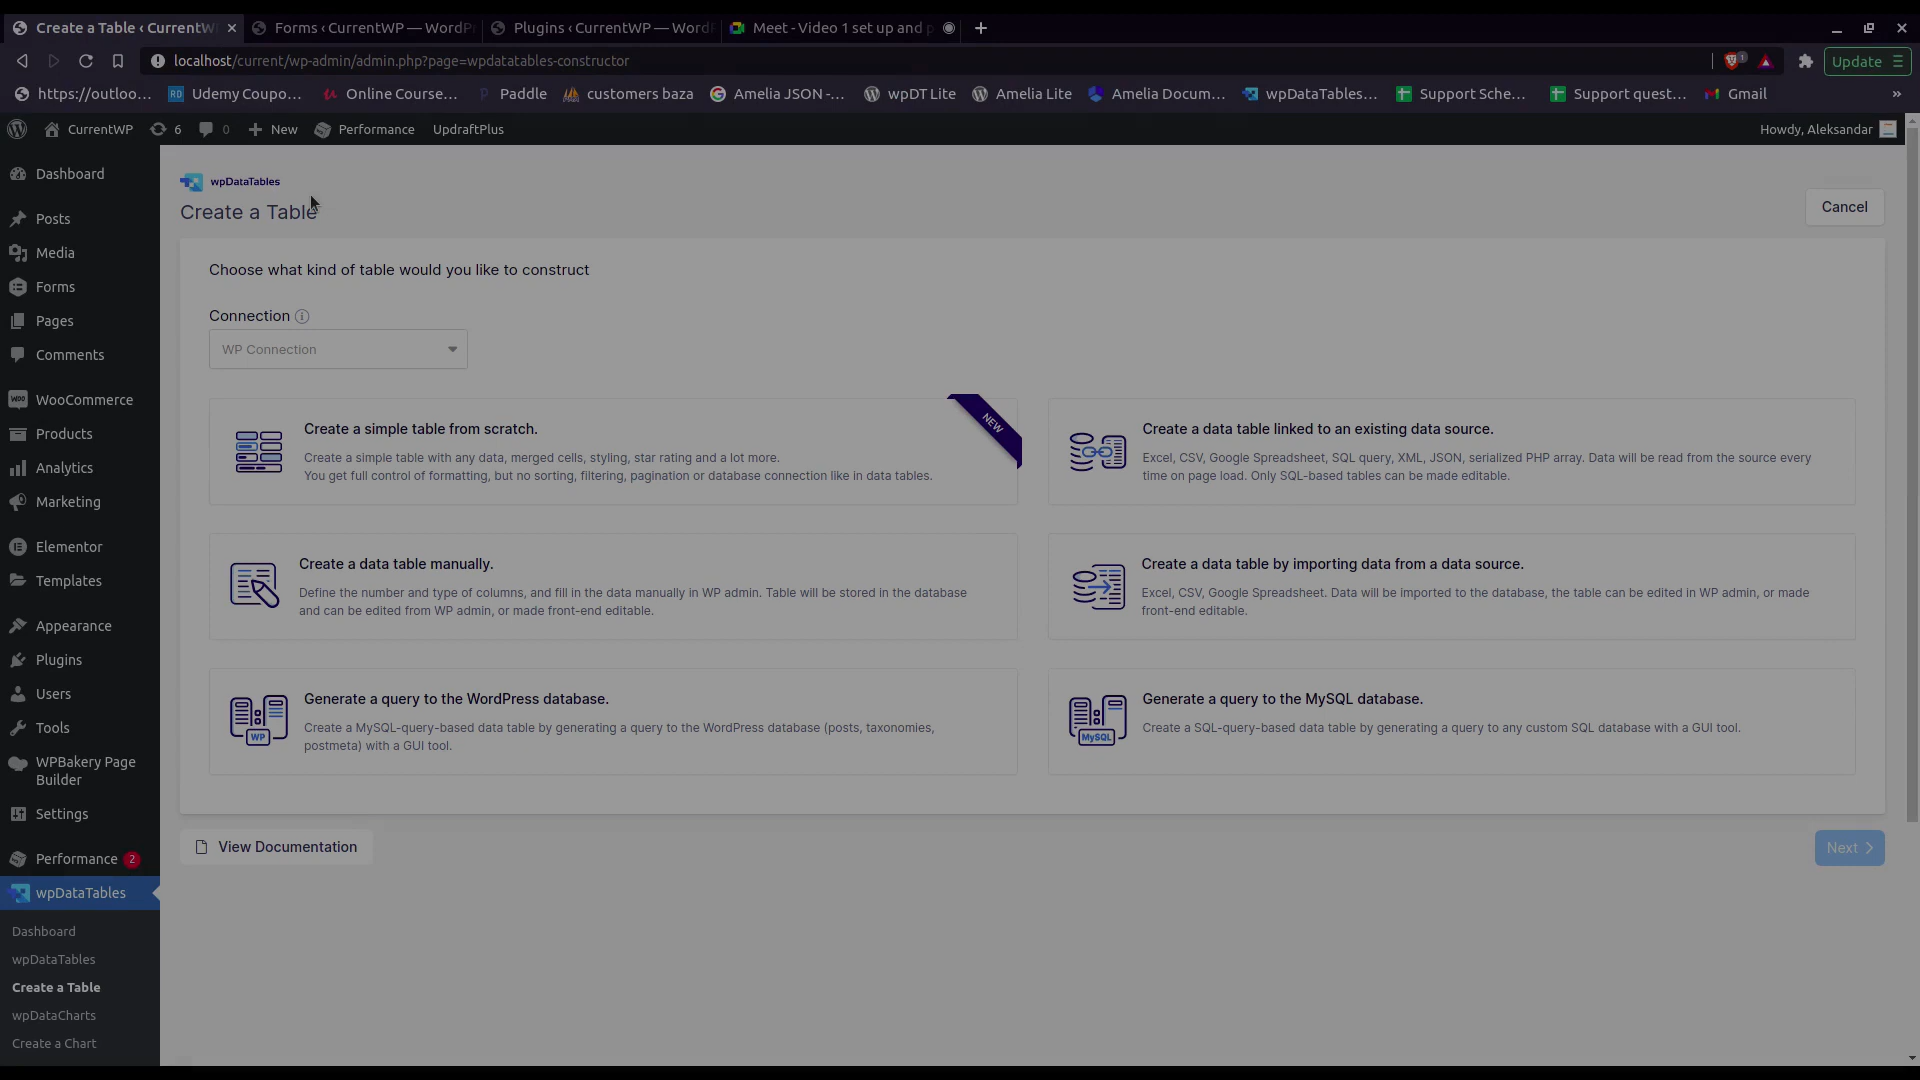 Create a Table ‹ CurrentW
Forms ‹ CurrentWP — WordP
Plugins ‹ CurrentWP — WordP
Meet - Video 1 set up and p
localhost/current/wp-admin/admin.php?page=wpdatatables-constructor
1
Update
https://outloo...
RD
Udemy Coupo...
Online Course...
Paddle
customers baza
Amelia JSON -...
wpDT Lite
Amelia Lite
Amelia Docum...
wpDataTables...
Support Sche...
Support quest...
Gmail
»
CurrentWP
6
0
New
Performance
UpdraftPlus
Howdy, Aleksandar
Dashboard
Posts
Media
Forms
Pages
Comments
WooCommerce
Products
Analytics
Marketing
Elementor
Templates
Appearance
Plugins
Users
Tools
WPBakery Page
Builder
Settings
Performance 2
wpDataTables
Dashboard
wpDataTables
Create a Table
wpDataCharts
Create a Chart
wpDataTables
Create a Table
Cancel
Choose what kind of table would you like to construct
Connection
WP Connection
Create a simple table from scratch.
Create a simple table with any data, merged cells, styling, star rating and a lot more.
You get full control of formatting, but no sorting, filtering, pagination or database connection like in data tables.
NEW
Create a data table linked to an existing data source.
Excel, CSV, Google Spreadsheet, SQL query, XML, JSON, serialized PHP array. Data will be read from the source every
time on page load. Only SQL-based tables can be made editable.
Create a data table manually.
Define the number and type of columns, and fill in the data manually in WP admin. Table will be stored in the database
and can be edited from WP admin, or made front-end editable.
Create a data table by importing data from a data source.
Excel, CSV, Google Spreadsheet. Data will be imported to the database, the table can be edited in WP admin, or made
front-end editable.
WP
Generate a query to the WordPress database.
Create a MySQL-query-based data table by generating a query to the WordPress database (posts, taxonomies,
postmeta) with a GUI tool.
MySQL
Generate a query to the MySQL database.
Create a SQL-query-based data table by generating a query to any custom SQL database with a GUI tool.
View Documentation
Next